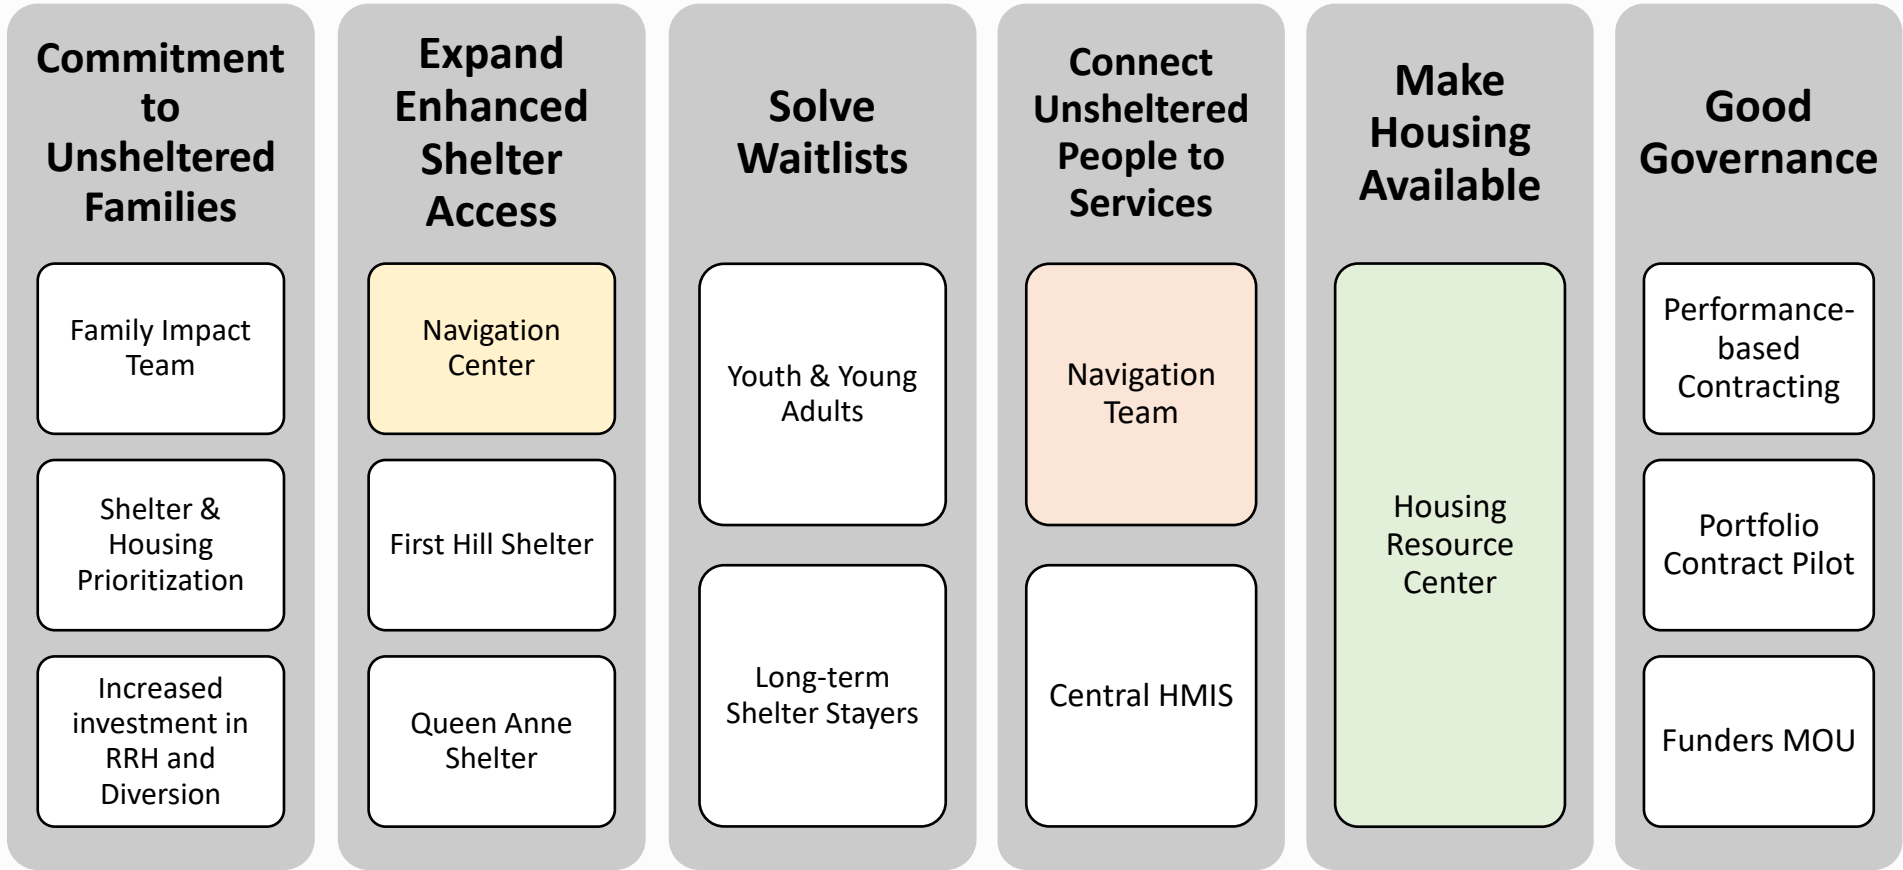 Commitment
to
Unsheltered
Families
Family Impact
Team
Shelter &
Housing
Prioritization
Increased
investment in
RRH and
Diversion
Expand
Enhanced
Shelter
Access
Navigation
Center
First Hill Shelter
Queen Anne
Shelter
Solve
Waitlists
Youth & Young
Adults
Long-term
Shelter Stayers
Connect
Unsheltered
People to
Services
Navigation
Team
Central HMIS
Make
Housing
Available
Housing
Resource
Center
Good
Governance
Performance-
based
Contracting
Portfolio
Contract Pilot
Funders MOU